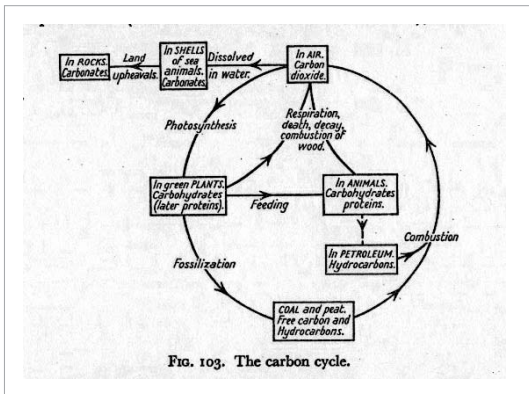 In ROCKS.
Carbonates.
Land
upheavals.
In SHELLS
of sea
animals.
Carbonates.
Dissolved
in water.
In AIR.
Carbon
dioxide.
Photosynthesis
Respiration,
death, decay,
combustion of
wood.
In green PLANTS.
Carbohydrates
(later proteins).
Feeding
In ANIMALS.
Carbohydrates
proteins.
In PETROLEUM.
Hydrocarbons.
Combustion
Fossilization
COAL and peat.
Free carbon and
Hydrocarbons.
FIG. 103. The carbon cycle.